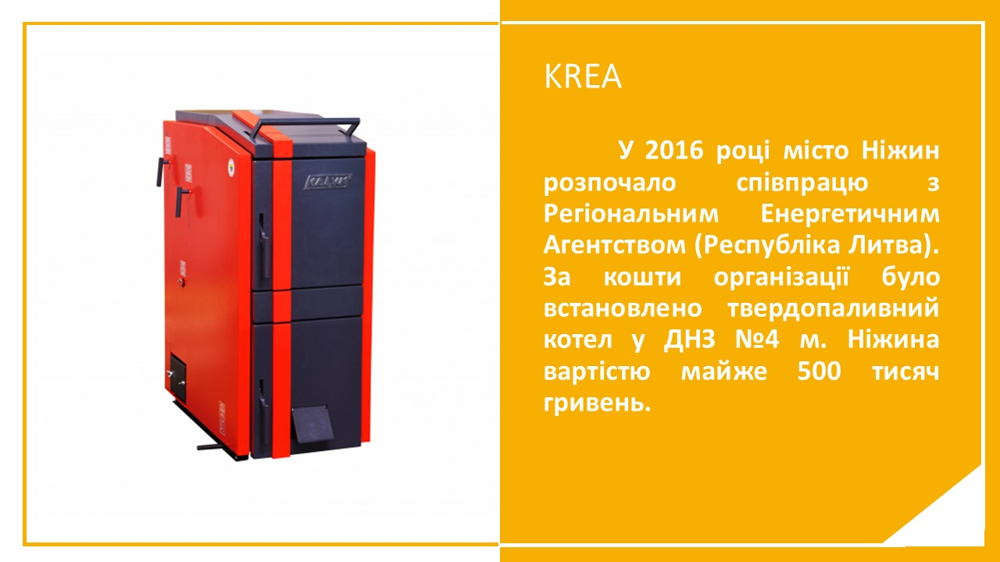 KREA
У 2016 році місто Ніжин
розпочало співпрацю з
Регіональним Енергетичним
Агентством (Республіка Литва).
За кошти організації було
встановлено твердопаливний
котел у ДНЗ №4 м. Ніжина
вартістю майже 500 тисяч
гривень.
KALVIS